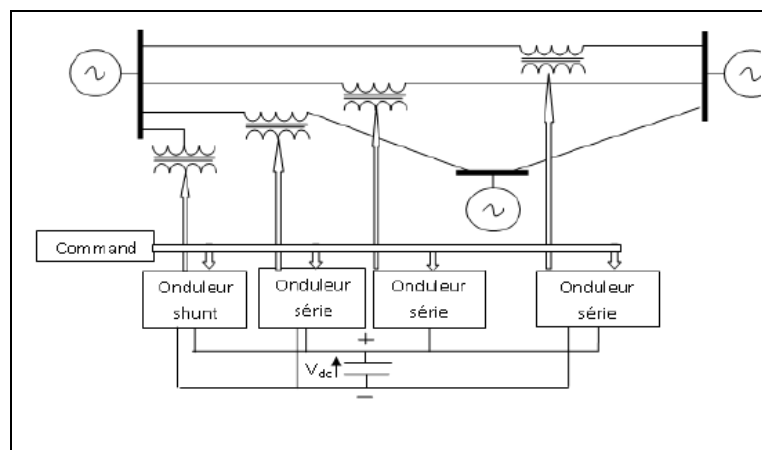 Command
Onduleur
shunt
Onduleur
série
Onduleur
série
Onduleur
série
+
Vdc
−